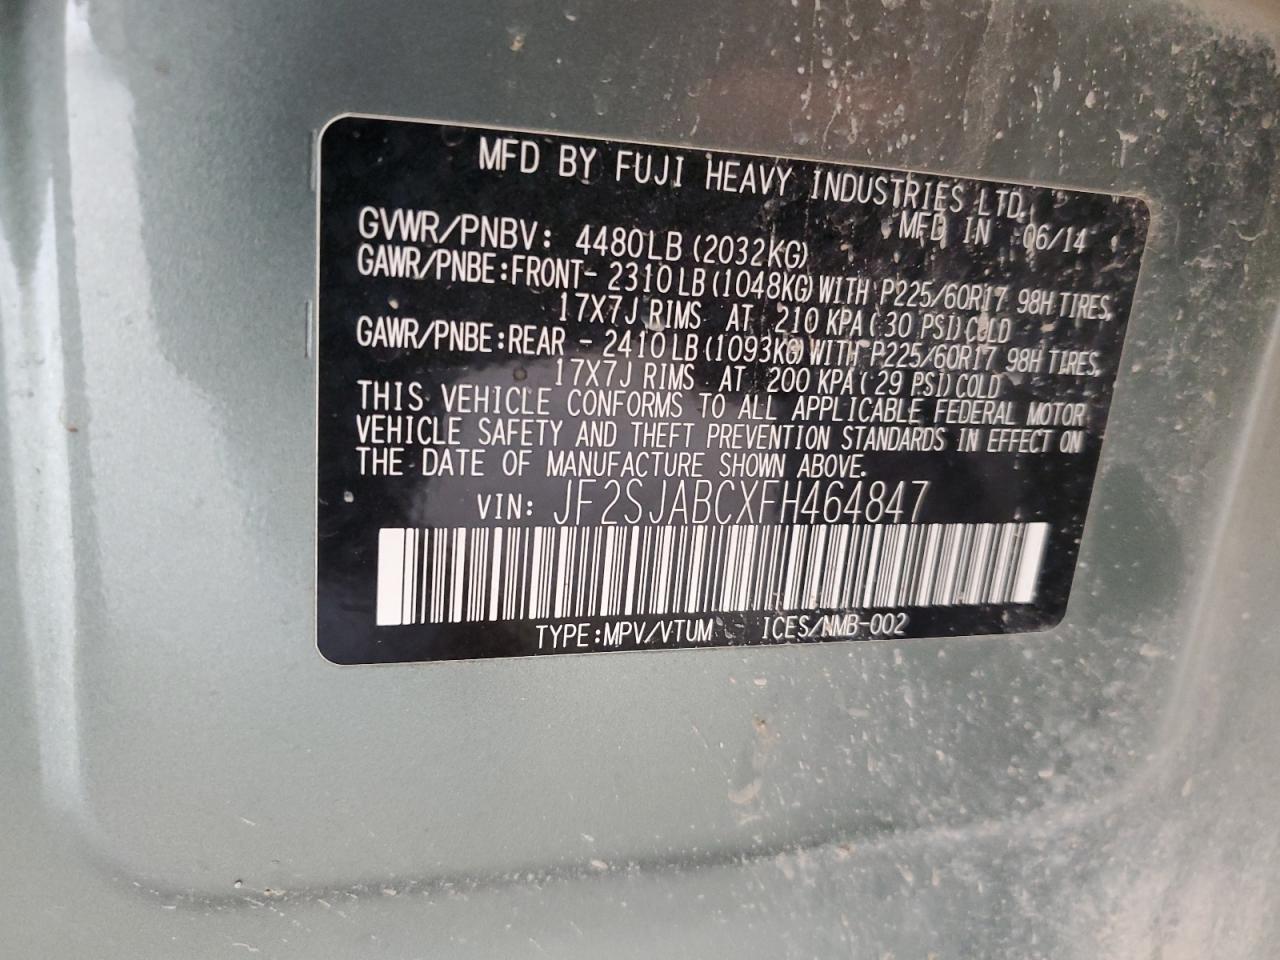 MFD BY FUJI HEAVY INDUSTRIES LTD.
MFD IN 06/14
GVWR/PNBV: 4480LB (2032KG)
GAWR/PNBE:FRONT- 2310LB(1048KG)WITH P225/60R17 98H TIRES,
17X7J RIMS AT 210 KPA(30 PSI)COLD
GAWR/PNBE:REAR - 2410LB(1093KG)WITH P225/60R17 98H TIRES,
17X7J RIMS AT 200 KPA(29 PSI)COLD
THIS VEHICLE CONFORMS TO ALL APPLICABLE FEDERAL MOTOR
VEHICLE SAFETY AND THEFT PREVENTION STANDARDS IN EFFECT ON
THE DATE OF MANUFACTURE SHOWN ABOVE.
VIN: JF2SJABCXFH464847
TYPE:MPV/VTUM ICES/NMB-002